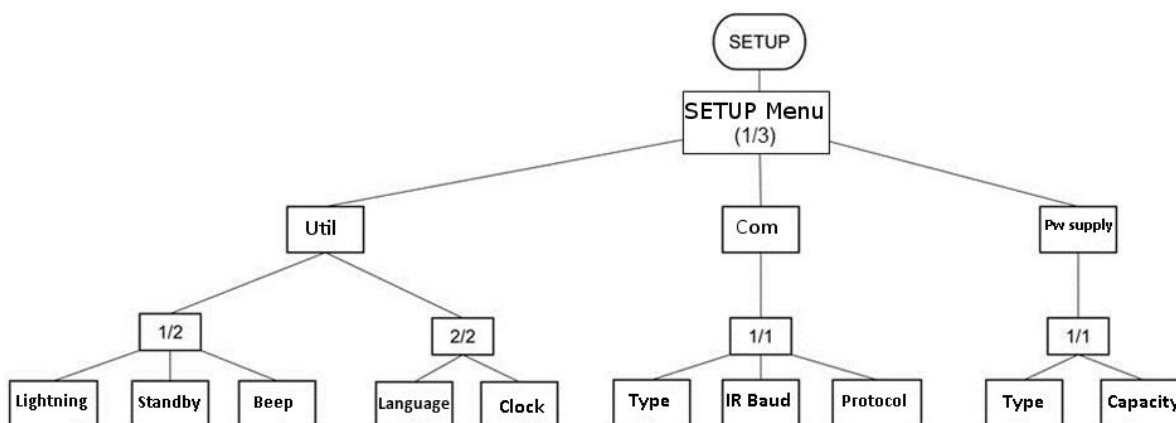 SETUP
SETUP Menu
(1/3)
Util
Com
Pw supply
1/2
2/2
1/1
1/1
Lightning
Standby
Beep
Language
Clock
Type
IR Baud
Protocol
Type
Capacity